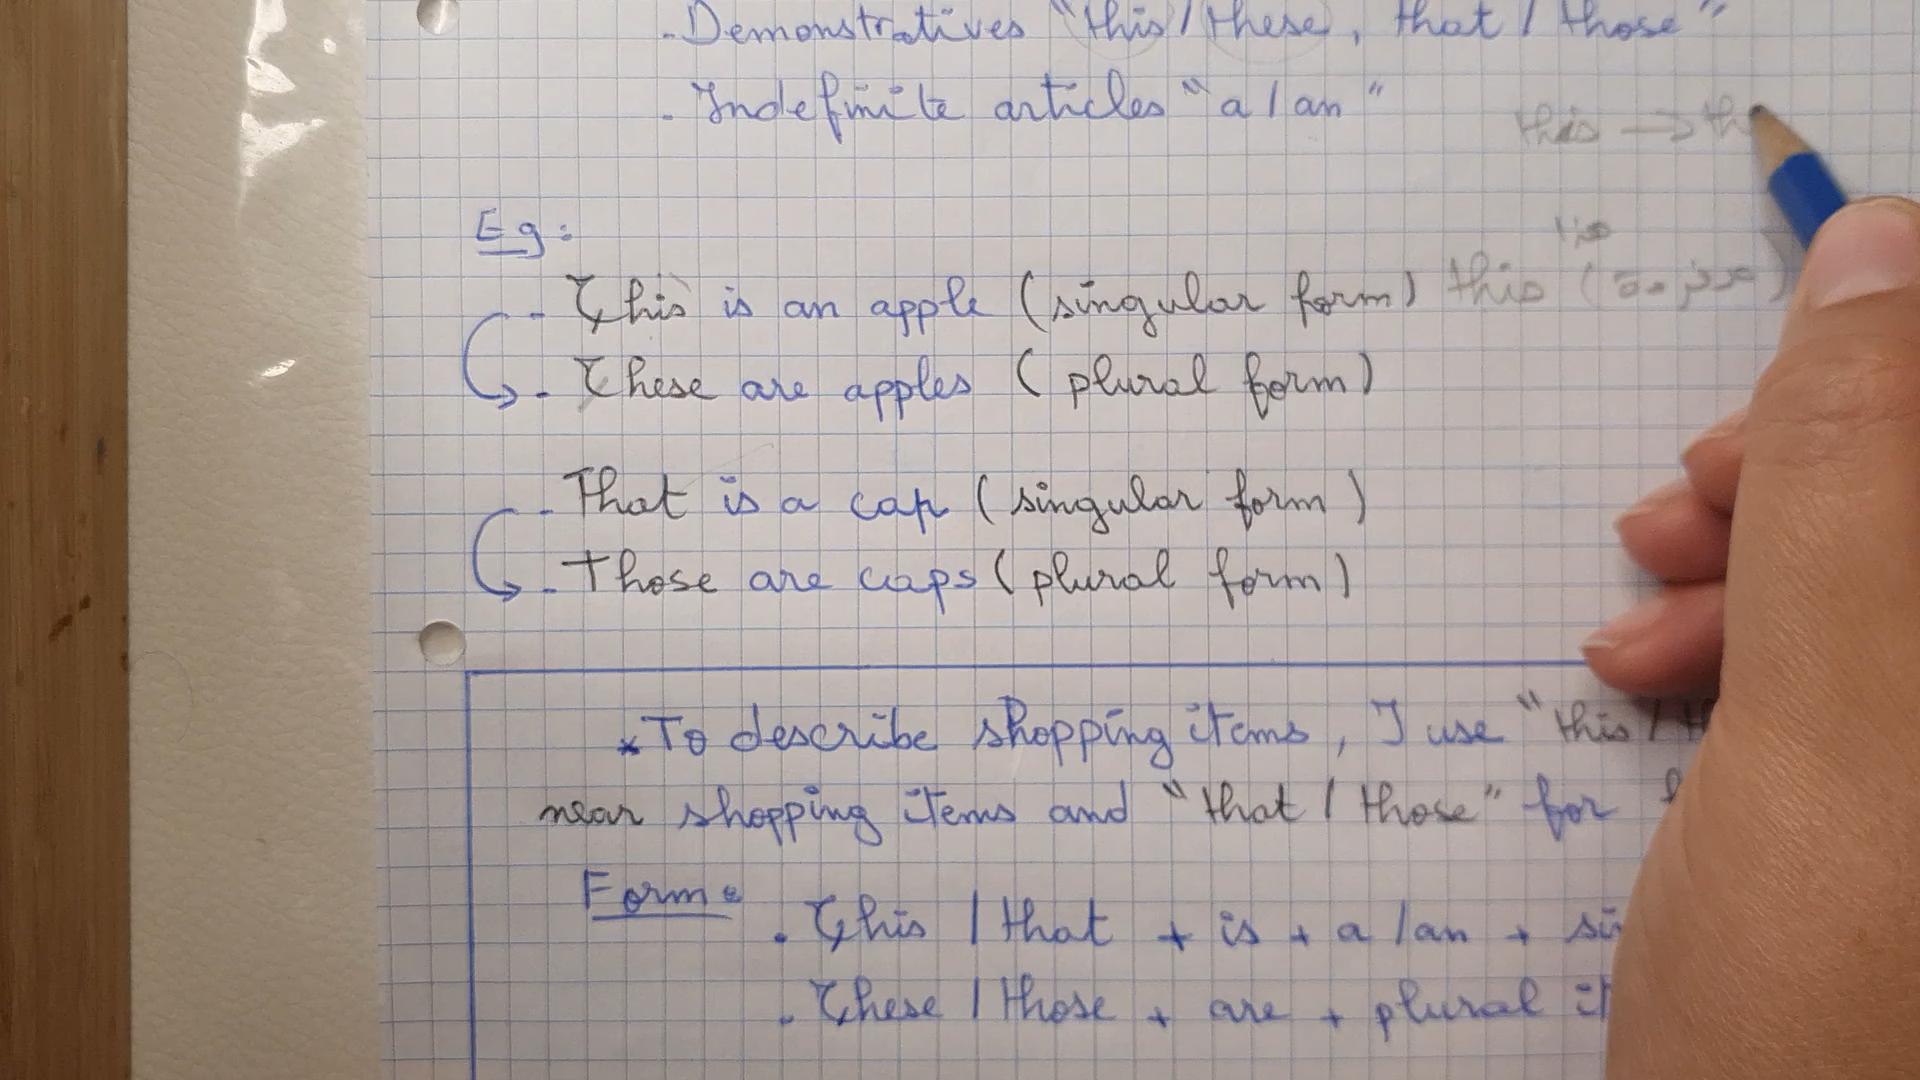 . Demonstratives "this / these, that / those"
. Indefinite articles "a / an"
this → th
Eg:
هذا
- This is an apple (singular form) this
- These are apples (plural form)
- That is a cap (singular form)
- Those are caps (plural form)
* To describe shopping items, I use "this / th
near shopping items and "that / those" for f
Form: . This / that + is + a / an + si
. These / those + are + plural it